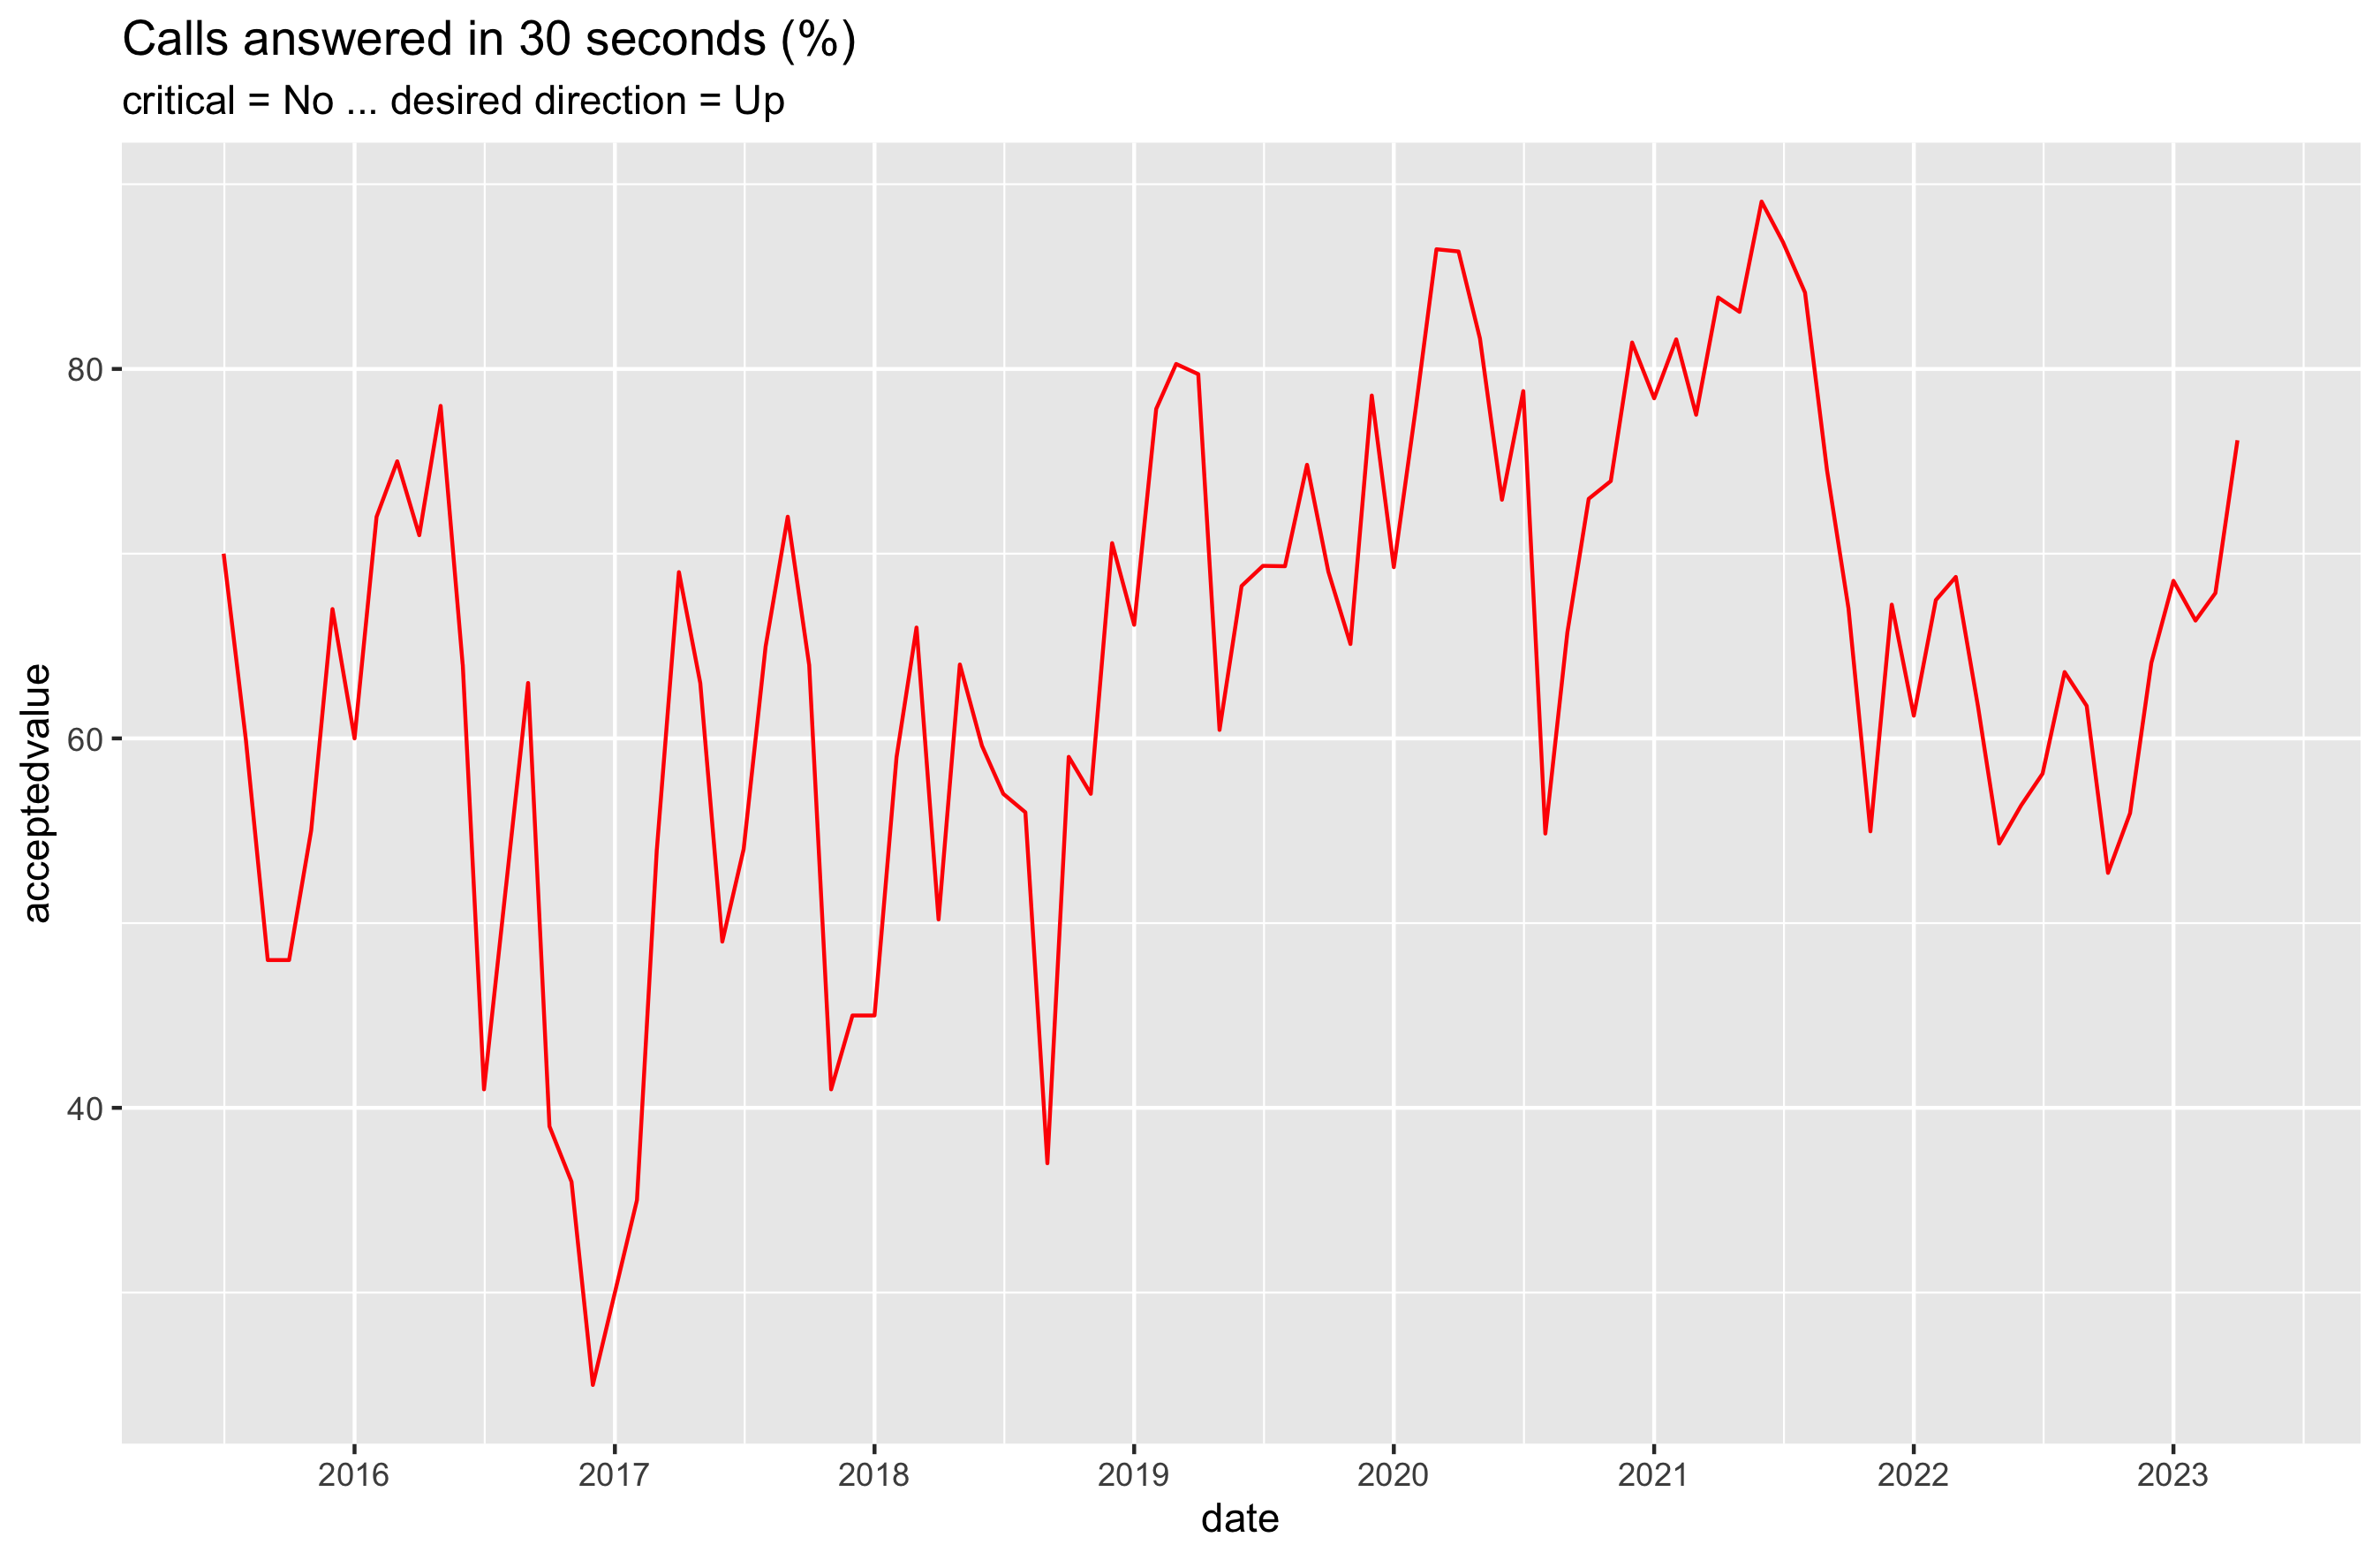 Calls answered in 30 seconds (%)
critical = No ... desired direction = Up
80
60
40
acceptedvalue
2016 2017 2018 2019 2020 2021 2022 2023
date